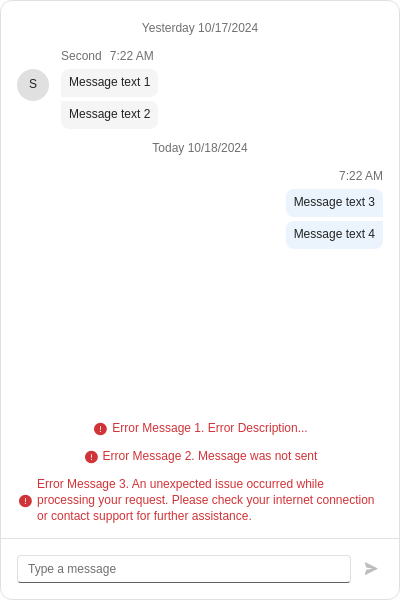 Yesterday 10/17/2024
Second 7:22 AM
S
Message text 1
Message text 2
Today 10/18/2024
7:22 AM
Message text 3
Message text 4
Error Message 1. Error Description...
Error Message 2. Message was not sent
Error Message 3. An unexpected issue occurred while
processing your request. Please check your internet connection
or contact support for further assistance.
Type a message